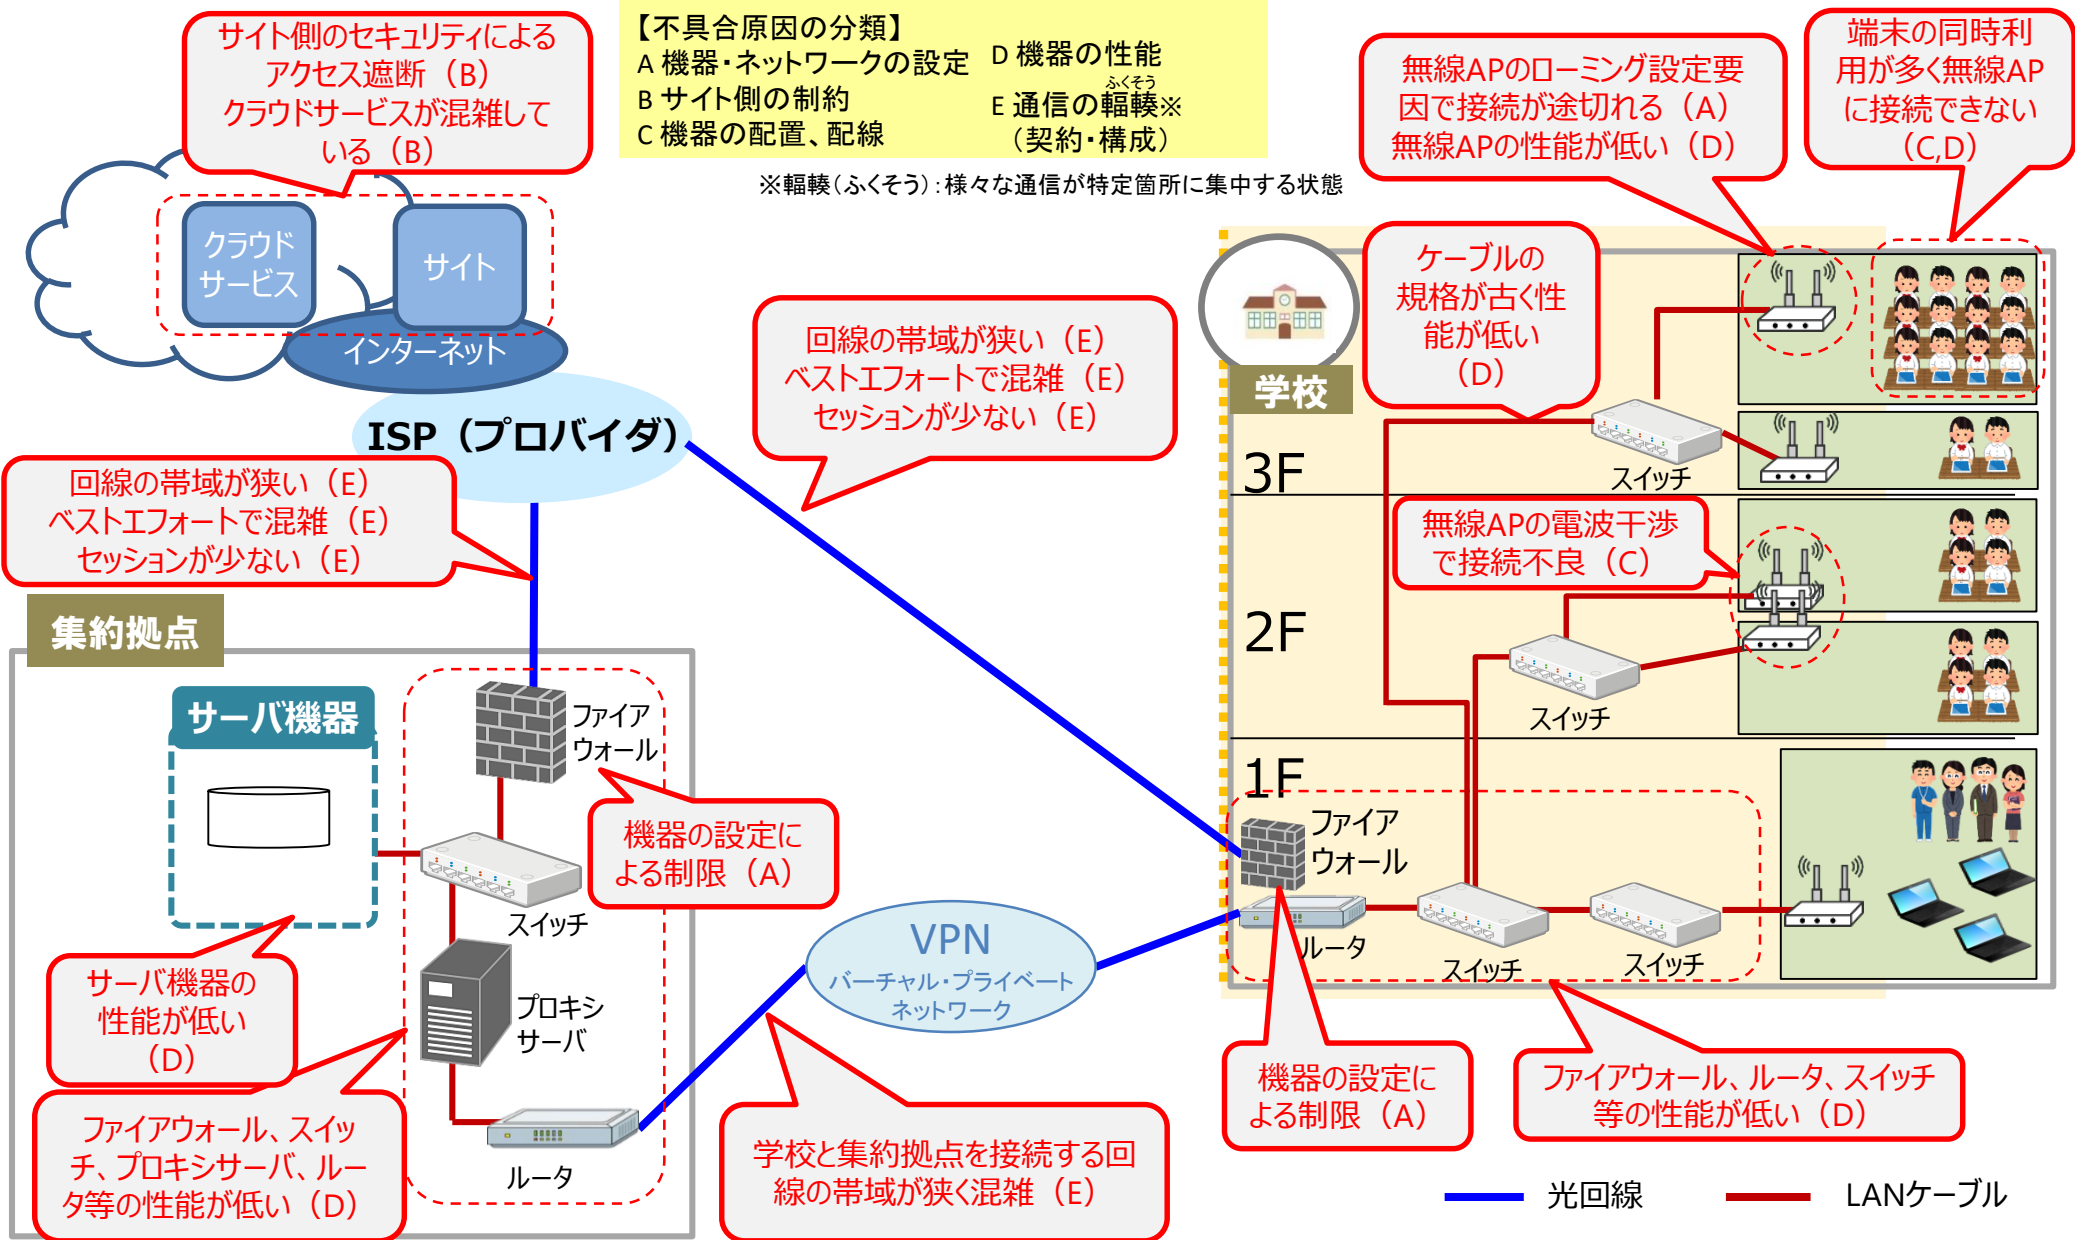 サイト側のセキュリティによる
アクセス遮断（B）
クラウドサービスが混雑して
いる（B）
【不具合原因の分類】
A 機器・ネットワークの設定
B サイト側の制約
C 機器の配置、配線
D 機器の性能
ふくそう
E 通信の輻輳※
（契約・構成）
※輻輳（ふくそう）：様々な通信が特定箇所に集中する状態
無線APのローミング設定要
因で接続が途切れる（A）
無線APの性能が低い（D）
端末の同時利
用が多く無線AP
に接続できない
（C,D）
クラウド
サービス
サイト
インターネット
ISP（プロバイダ）
回線の帯域が狭い（E）
ベストエフォートで混雑（E）
セッションが少ない（E）
回線の帯域が狭い（E）
ベストエフォートで混雑（E）
セッションが少ない（E）
学校
ケーブルの
規格が古く性
能が低い
（D）
スイッチ
3F
無線APの電波干渉
で接続不良（C）
2F
スイッチ
1F
ファイア
ウォール
ルータ
スイッチ
スイッチ
集約拠点
サーバ機器
ファイア
ウォール
機器の設定に
よる制限（A）
スイッチ
プロキシ
サーバ
ルータ
サーバ機器の
性能が低い
（D）
ファイアウォール、スイッ
チ、プロキシサーバ、ルー
タ等の性能が低い（D）
VPN
バーチャル・プライベート
ネットワーク
学校と集約拠点を接続する回
線の帯域が狭く混雑（E）
機器の設定に
よる制限（A）
ファイアウォール、ルータ、スイッチ
等の性能が低い（D）
光回線
LANケーブル